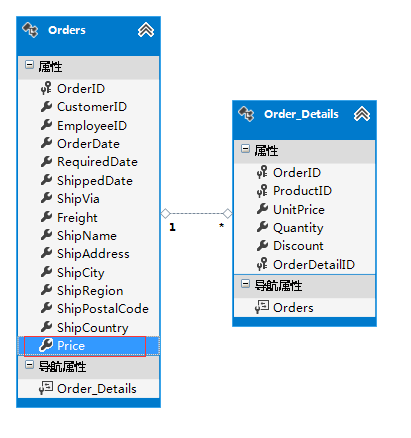 Orders
属性
OrderID
CustomerID
EmployeeID
OrderDate
RequiredDate
ShippedDate
ShipVia
Freight
ShipName
ShipAddress
ShipCity
ShipRegion
ShipPostalCode
ShipCountry
Price
导航属性
Order_Details
1
*
Order_Details
属性
OrderID
ProductID
UnitPrice
Quantity
Discount
OrderDetailID
导航属性
Orders